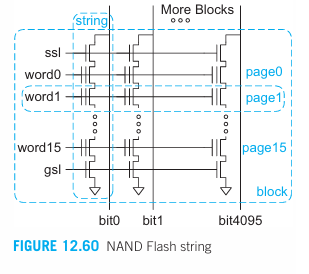 More Blocks
string
ssl
word0 page0
word1 page1
word15 page15
gsl
block
bit0 bit1 bit4095
FIGURE 12.60 NAND Flash string